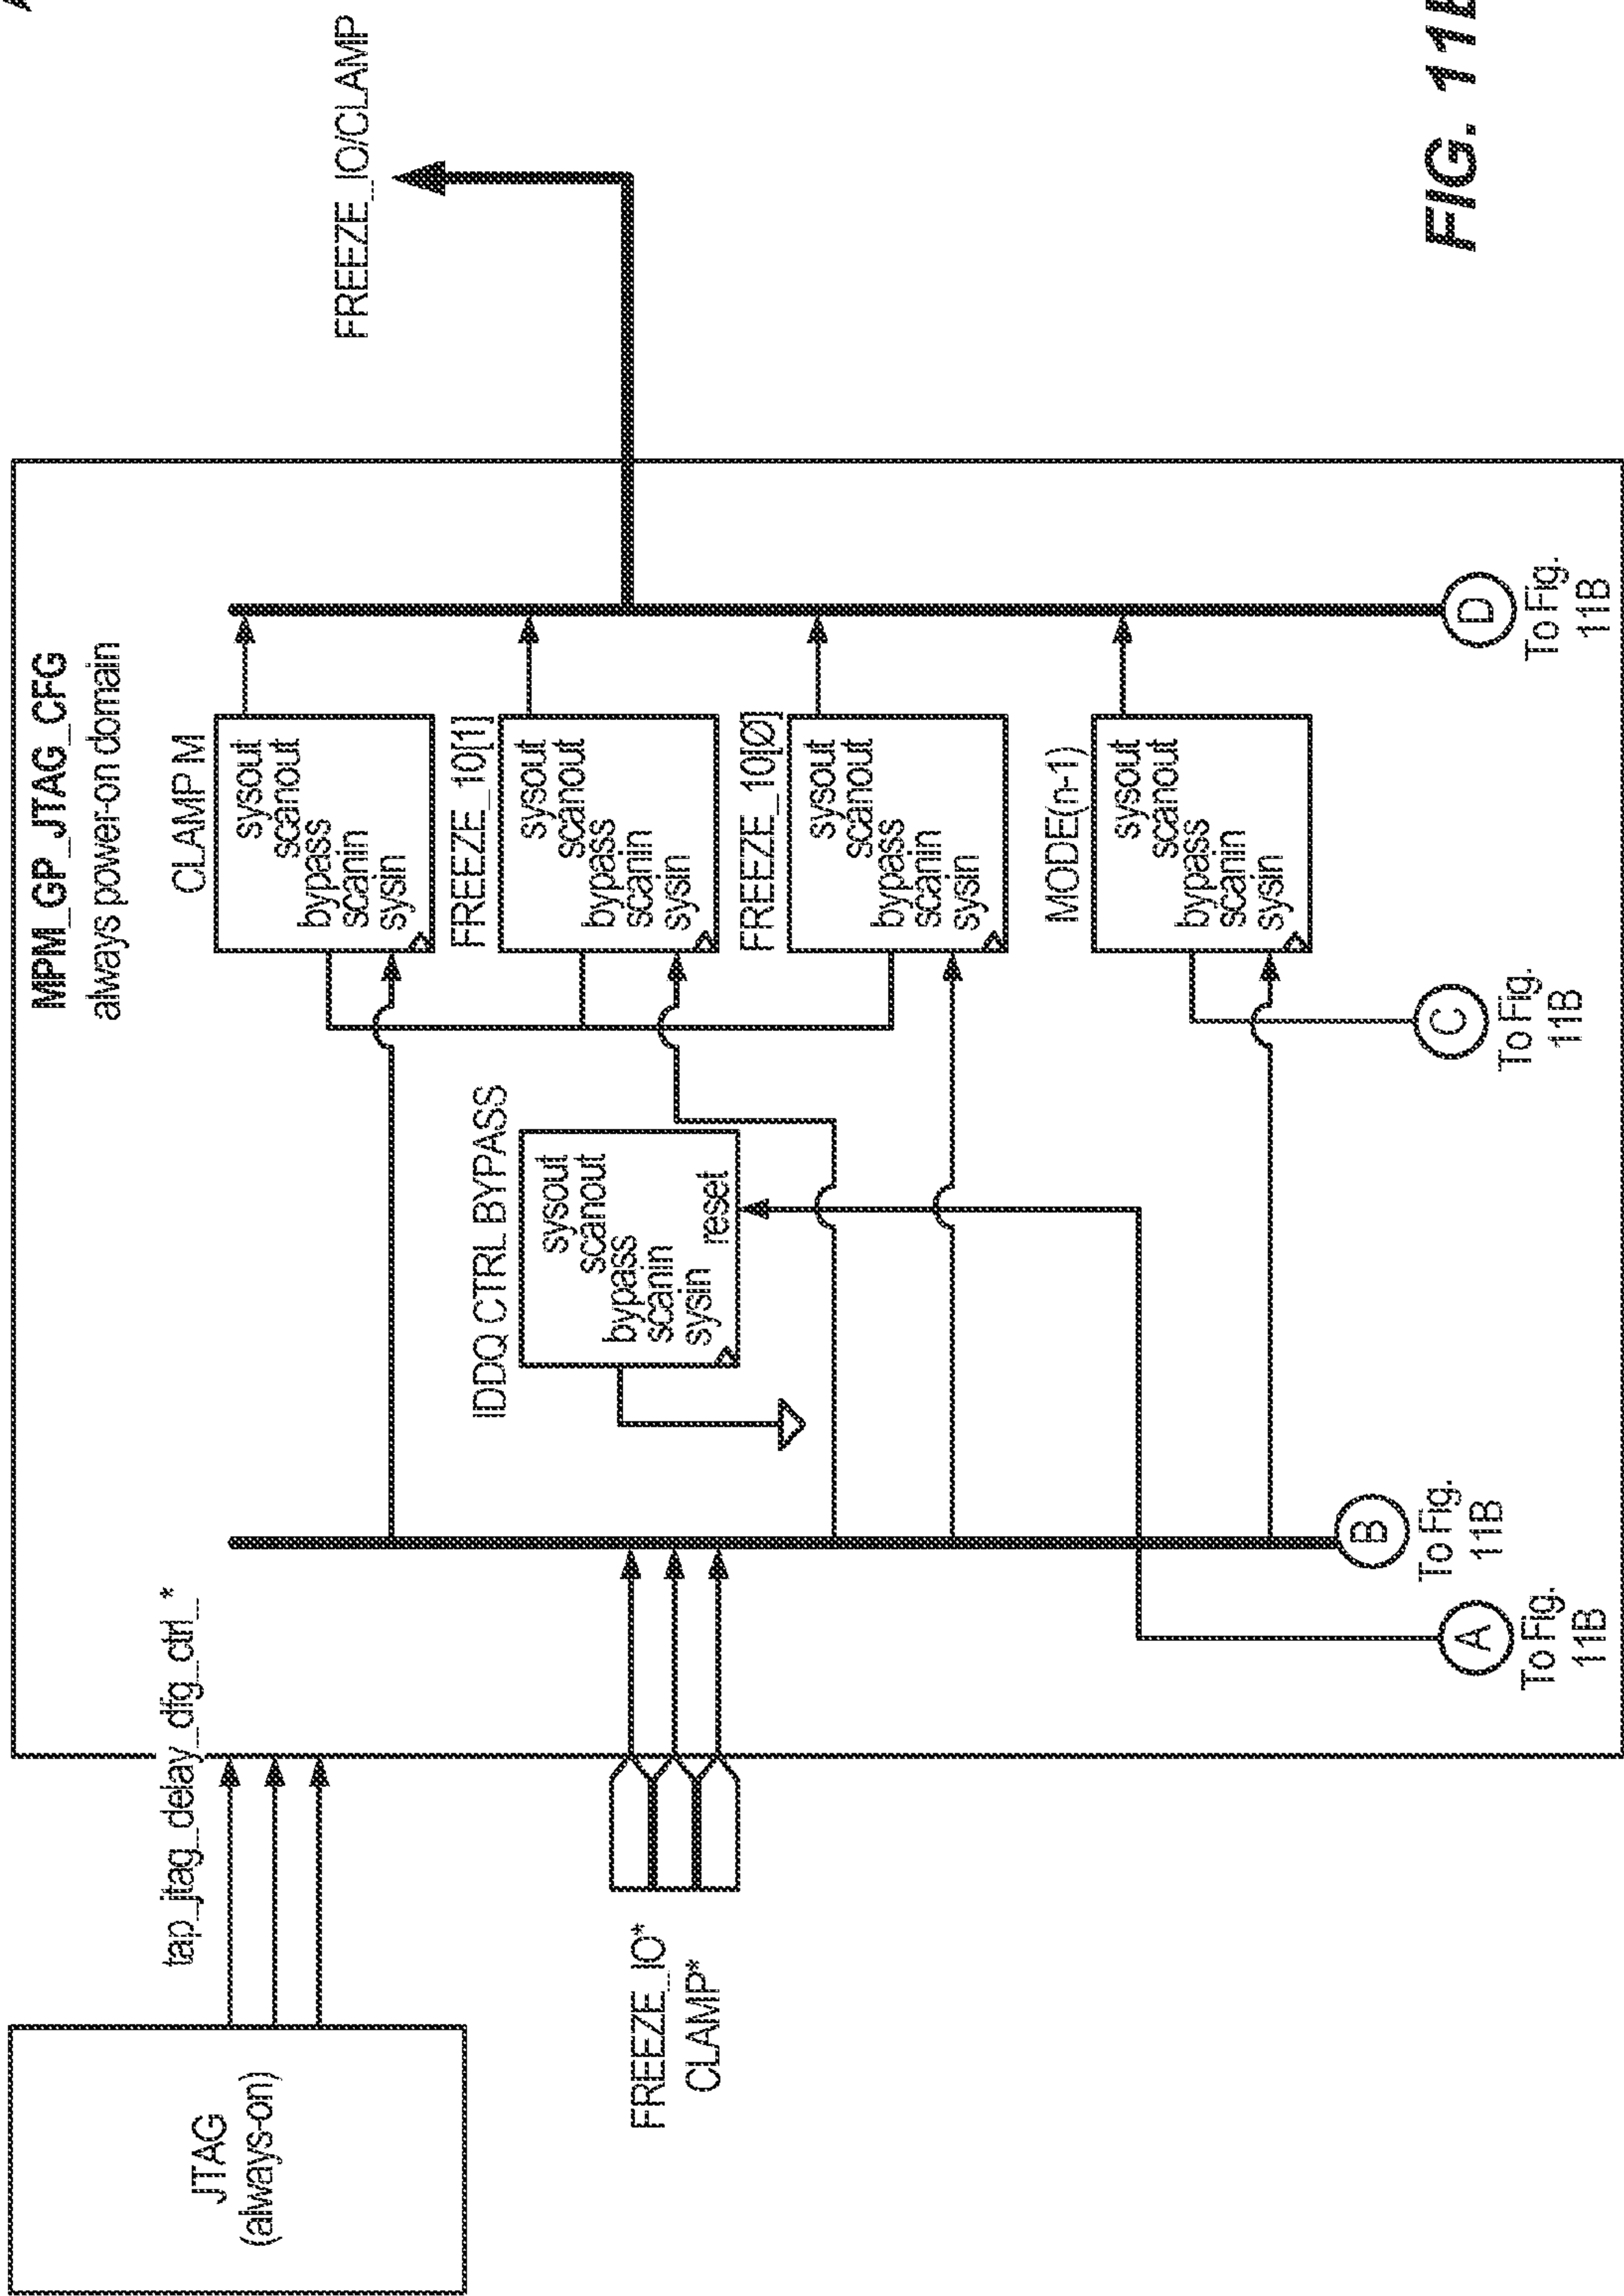 JTAG
(always-on)
tap_jtag_delay_dfg_ctrl_*
FREEZE_IO*
CLAMP*
MPM_GP_JTAG_CFG
always power-on domain
IDDQ CTRL BYPASS
sysout
scanout
bypass
scanin
sysin
reset
CLAMP M
sysout
scanout
bypass
scanin
sysin
FREEZE_10[1]
sysout
scanout
bypass
scanin
sysin
FREEZE_10[Ø]
sysout
scanout
bypass
scanin
sysin
MODE(n-1)
sysout
scanout
bypass
scanin
sysin
FREEZE_IO/CLAMP
A
To Fig.
11B
B
To Fig.
11B
C
To Fig.
11B
D
To Fig.
11B
FIG.